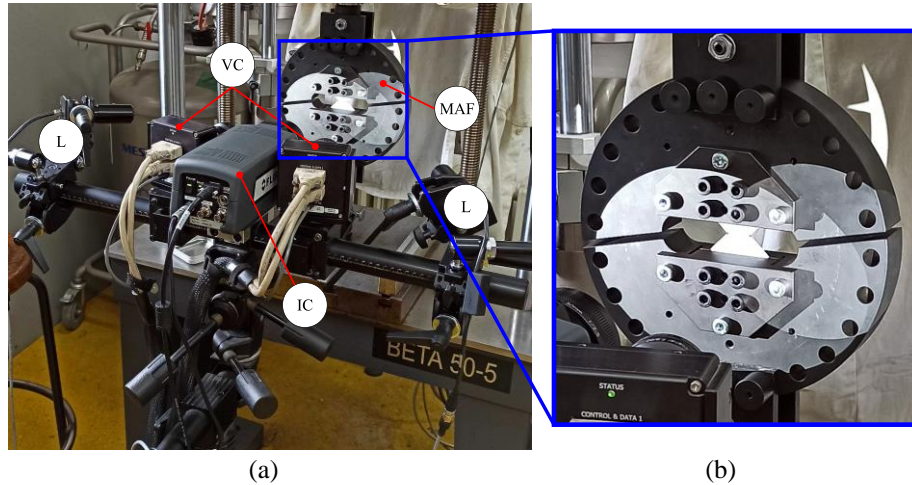 VC
MAF
L
L
IC
BETA 50-5
STATUS
CONTROL & DATA 1
(a)
(b)